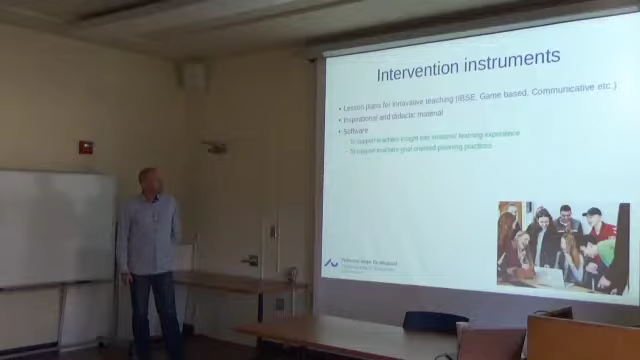 Intervention instruments
• Lesson plans for innovative teaching (IBSE, Game based, Communicative etc.)
• Inspirational and didactic material
• Software
– To support teachers insight into students' learning experience
– To support teachers goal oriented planning practices